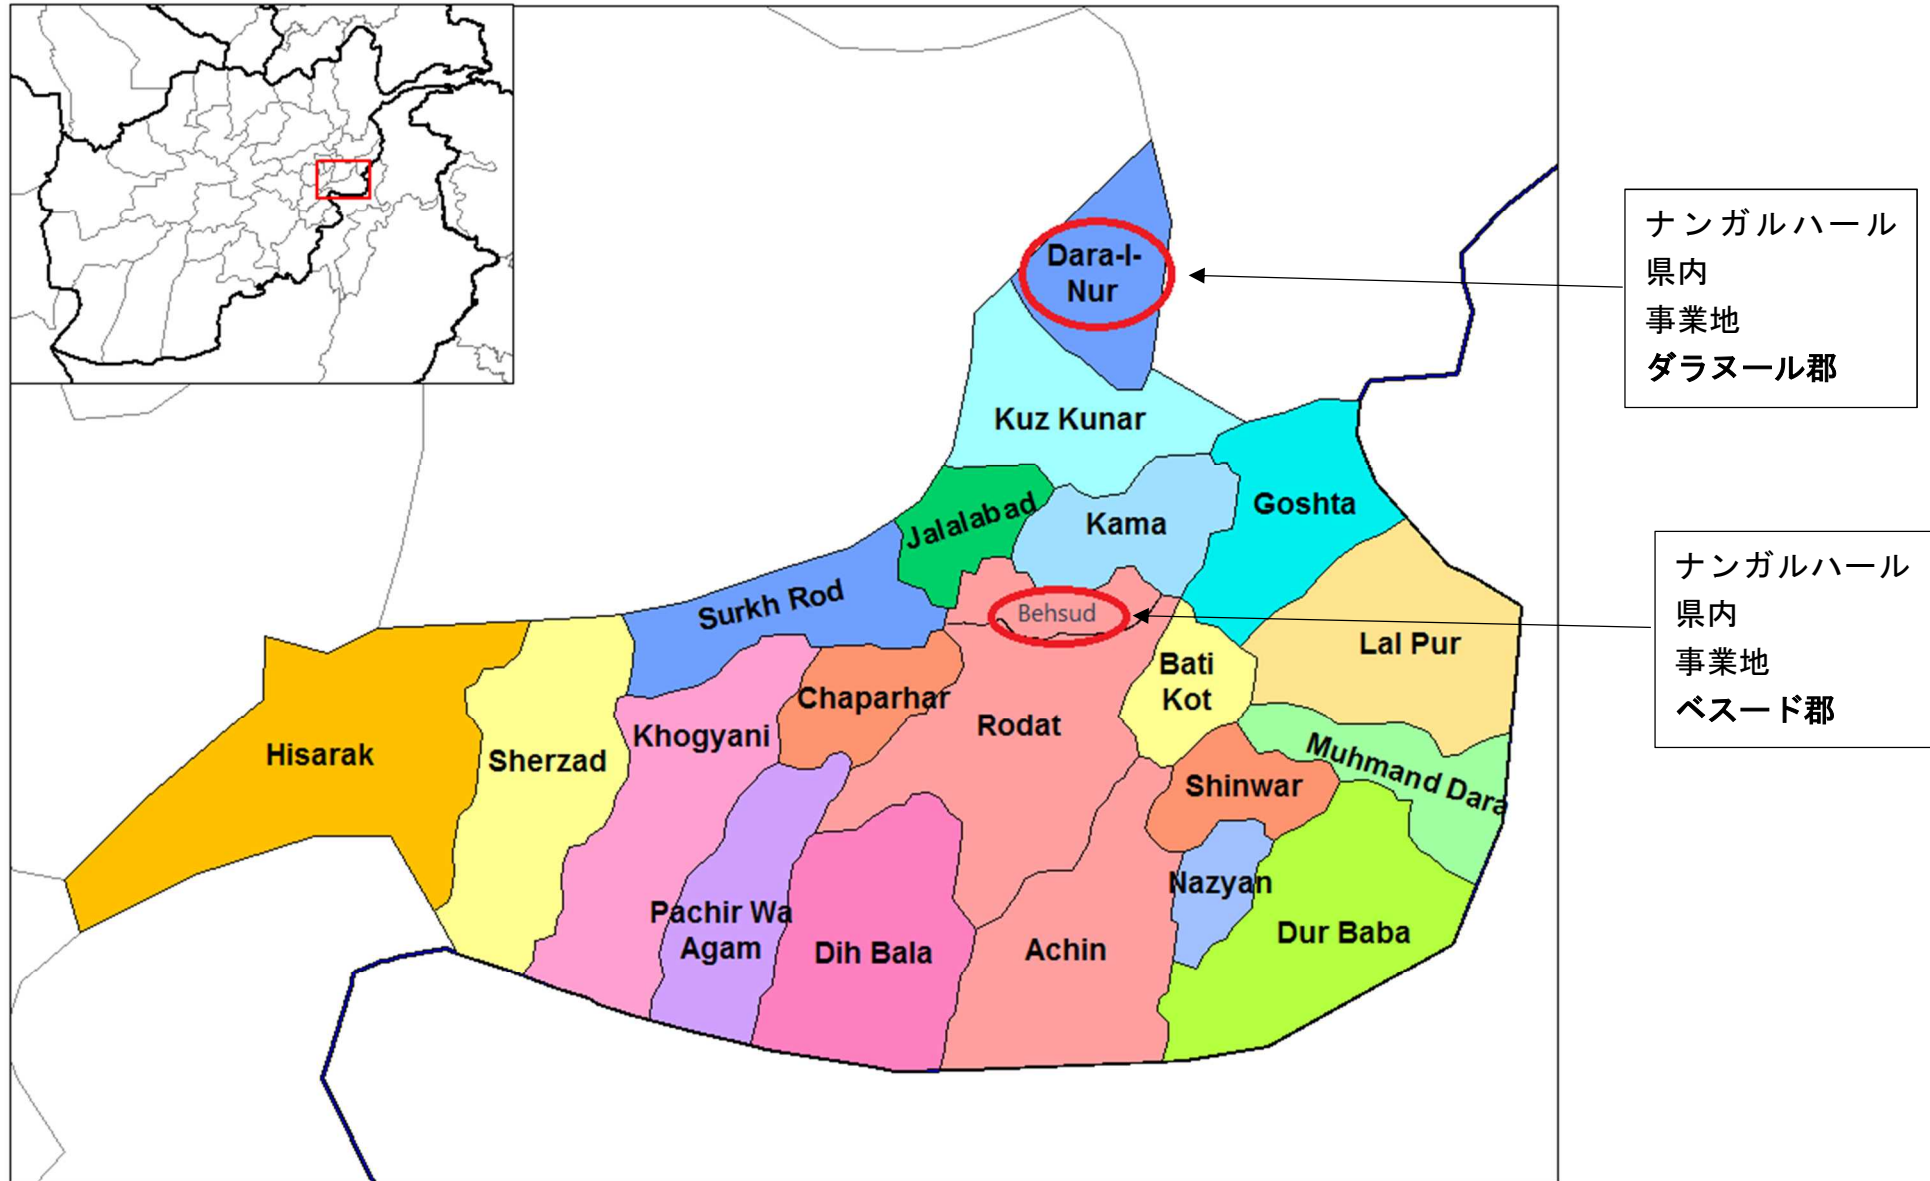 Dara-I-
Nur
ナンガルハール
県内
事業地
ダラヌール郡
Kuz Kunar
Goshta
Jalalabad
Kama
Surkh Rod
Behsud
ナンガルハール
県内
事業地
ベスード郡
Lal Pur
Bati
Kot
Chaparhar
Rodat
Khogyani
Hisarak
Sherzad
Muhmand Dara
Shinwar
Nazyan
Pachir Wa
Agam
Dih Bala
Achin
Dur Baba